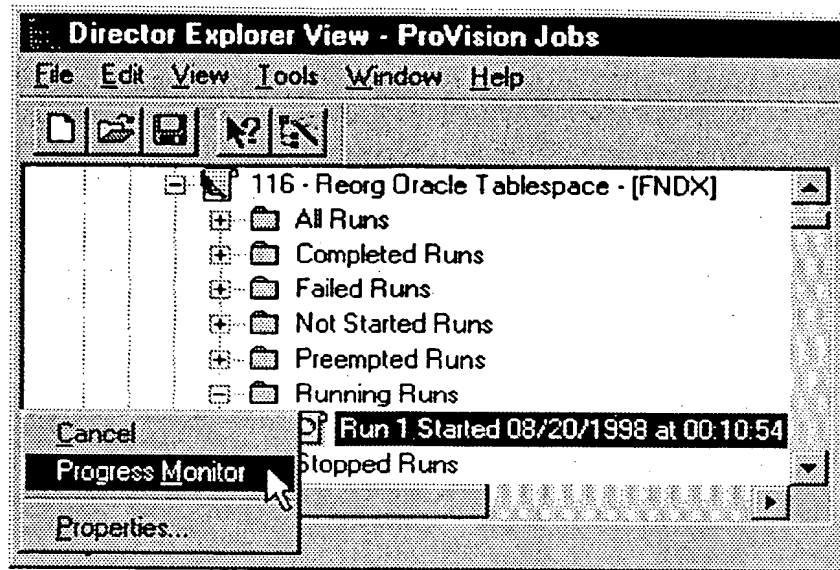 Director Explorer View - ProVision Jobs
File Edit View Tools Window Help
116 - Reorg Oracle Tablespace - [FNDX]
All Runs
Completed Runs
Failed Runs
Not Started Runs
Preempted Runs
Running Runs
Run 1 Started 08/20/1998 at 00:10:54
Stopped Runs
Cancel
Progress Monitor
Properties...